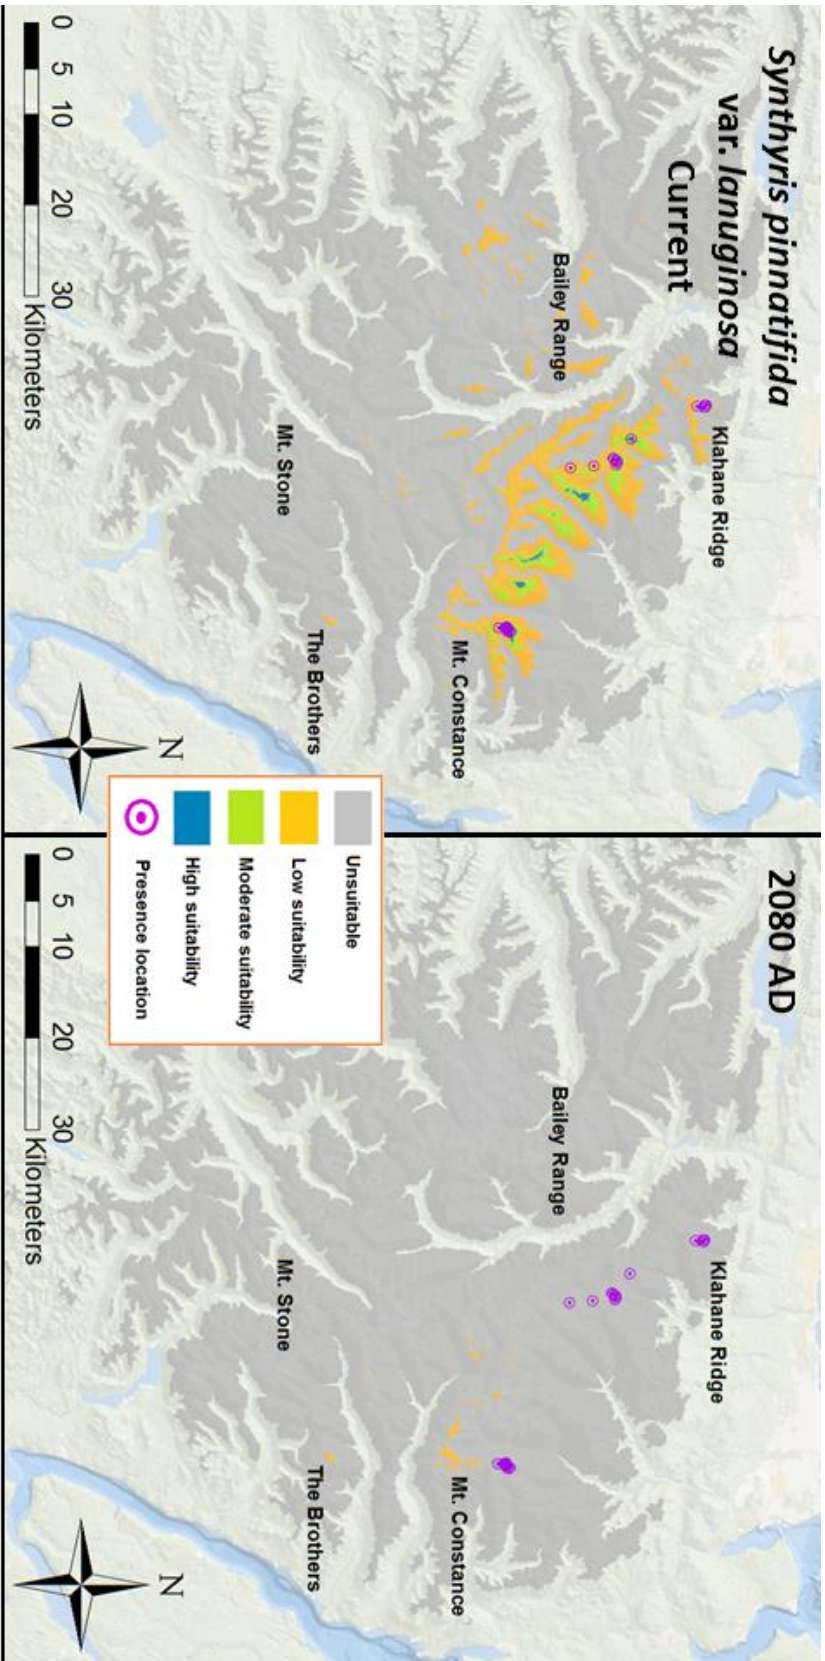 Synthyris pinnatifida
var. lanuginosa
Current
Klahane Ridge
Bailey Range
Mt. Constance
Mt. Stone
The Brothers
N
0 5 10 20 30
Kilometers
2080 AD
Klahane Ridge
Bailey Range
Mt. Constance
Mt. Stone
The Brothers
N
0 5 10 20 30
Kilometers
Unsuitable
Low suitability
Moderate suitability
High suitability
Presence location